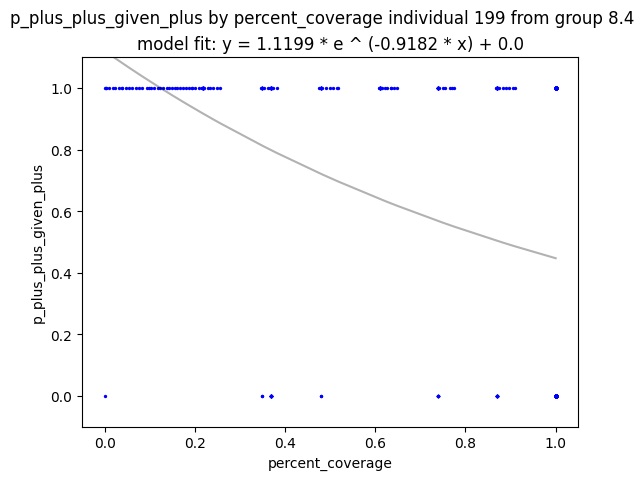 p_plus_plus_given_plus by percent_coverage individual 199 from group 8.4
model fit: y = 1.1199 * e ^ (-0.9182 * x) + 0.0
1.0
0.8
0.6
0.4
0.2
0.0
p_plus_plus_given_plus
0.0 0.2 0.4 0.6 0.8 1.0
percent_coverage